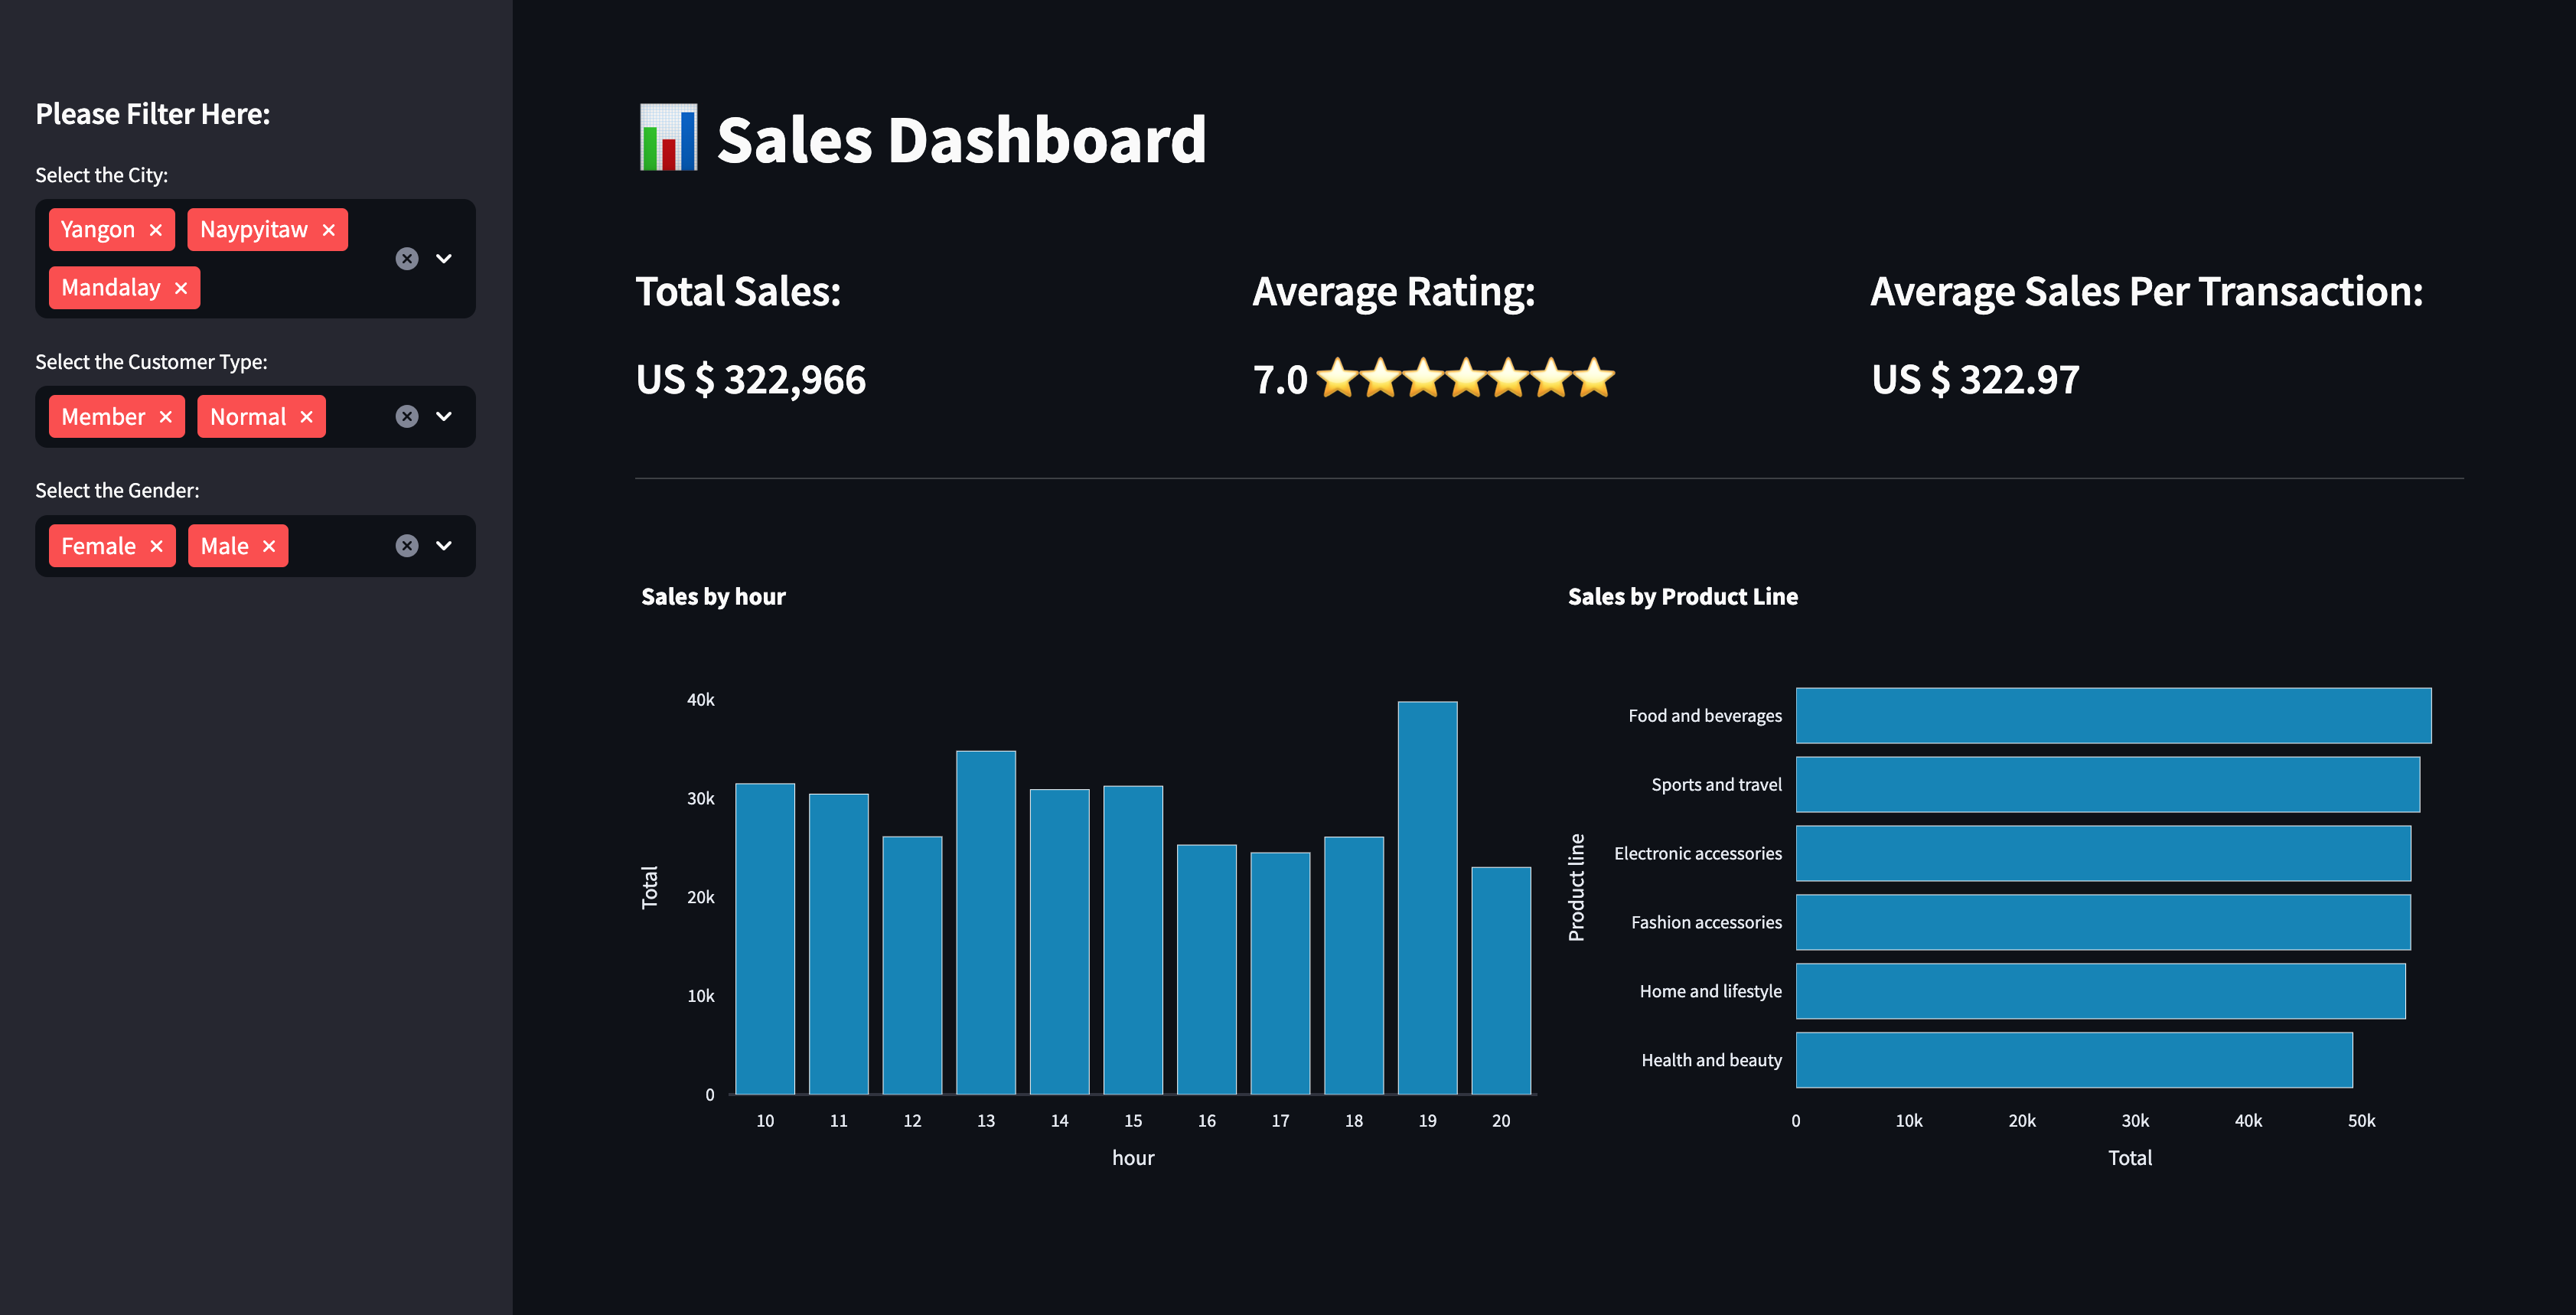 Please Filter Here:
Select the City:
Yangon × Naypyitaw ×
Mandalay ×
Select the Customer Type:
Member × Normal ×
Select the Gender:
Female × Male ×
📊 Sales Dashboard
Total Sales:
US $ 322,966
Average Rating:
7.0 ⭐⭐⭐⭐⭐⭐⭐
Average Sales Per Transaction:
US $ 322.97
Sales by hour
Total
40k
30k
20k
10k
0
10 11 12 13 14 15 16 17 18 19 20
hour
Sales by Product Line
Product line
Food and beverages
Sports and travel
Electronic accessories
Fashion accessories
Home and lifestyle
Health and beauty
0 10k 20k 30k 40k 50k
Total